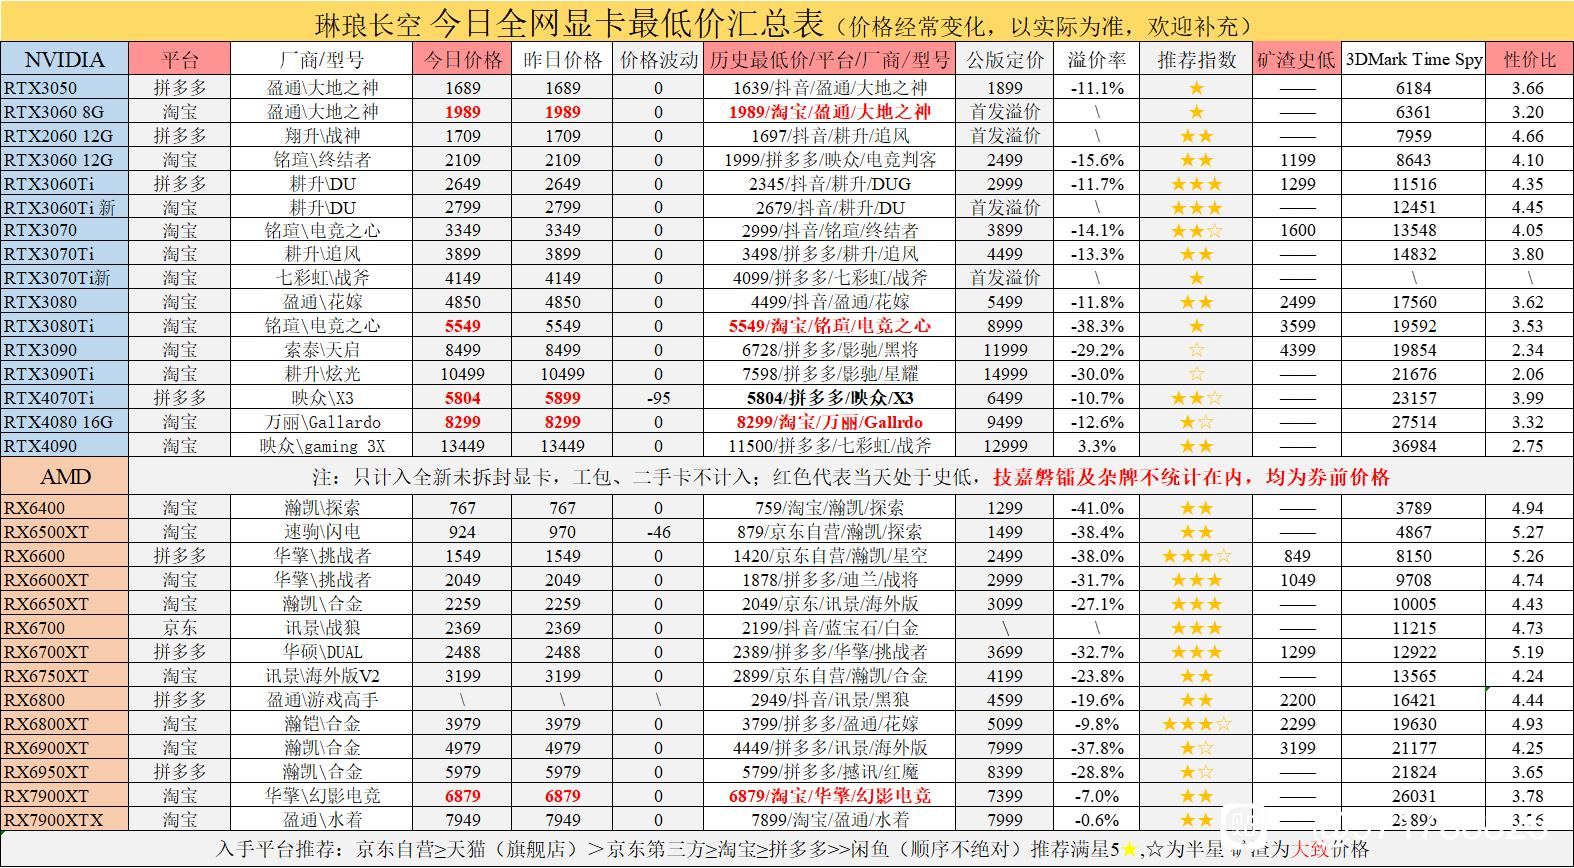 琳琅长空 今日全网显卡最低价汇总表（价格经常变化，以实际为准，欢迎补充）
NVIDIA 平台 厂商/型号 今日价格 昨日价格 价格波动 历史最低价/平台/厂商/型号 公版定价 溢价率 推荐指数 矿渣史低 3DMark Time Spy 性价比
RTX3050 拼多多 盈通\大地之神 1689 1689 0 1639/抖音/盈通/大地之神 1899 -11.1% ★ —— 6184 3.66
RTX3060 8G 淘宝 盈通\大地之神 1989 1989 0 1989/淘宝/盈通/大地之神 首发溢价 \ ★ —— 6361 3.20
RTX2060 12G 拼多多 翔升\战神 1709 1709 0 1697/抖音/耕升/追风 首发溢价 \ ★★ —— 7959 4.66
RTX3060 12G 淘宝 铭瑄\终结者 2109 2109 0 1999/拼多多/映众/电竞判客 2499 -15.6% ★★ 1199 8643 4.10
RTX3060Ti 拼多多 耕升\DU 2649 2649 0 2345/抖音/耕升/DUG 2999 -11.7% ★★★ 1299 11516 4.35
RTX3060Ti 新 淘宝 耕升\DU 2799 2799 0 2679/抖音/耕升/DU 首发溢价 \ ★★★ —— 12451 4.45
RTX3070 淘宝 铭瑄\电竞之心 3349 3349 0 2999/抖音/铭瑄/终结者 3899 -14.1% ★★☆ 1600 13548 4.05
RTX3070Ti 淘宝 耕升\追风 3899 3899 0 3498/拼多多/耕升/追风 4499 -13.3% ★★ —— 14832 3.80
RTX3070Ti新 淘宝 七彩虹\战斧 4149 4149 0 4099/拼多多/七彩虹/战斧 首发溢价 \ ★ —— \ \
RTX3080 淘宝 盈通\花嫁 4850 4850 0 4499/抖音/盈通/花嫁 5499 -11.8% ★★ 2499 17560 3.62
RTX3080Ti 淘宝 铭瑄\电竞之心 5549 5549 0 5549/淘宝/铭瑄/电竞之心 8999 -38.3% ★ 3599 19592 3.53
RTX3090 淘宝 索泰\天启 8499 8499 0 6728/拼多多/影驰/黑将 11999 -29.2% ☆ 4399 19854 2.34
RTX3090Ti 淘宝 耕升\炫光 10499 10499 0 7598/拼多多/影驰/星耀 14999 -30.0% ☆ —— 21676 2.06
RTX4070Ti 拼多多 映众\X3 5804 5899 -95 5804/拼多多/映众/X3 6499 -10.7% ★★☆ —— 23157 3.99
RTX4080 16G 淘宝 万丽\Gallardo 8299 8299 0 8299/淘宝/万丽/Gallrdo 9499 -12.6% ★☆ —— 27514 3.32
RTX4090 淘宝 映众\gaming 3X 13449 13449 0 11500/拼多多/七彩虹/战斧 12999 3.3% ★★ —— 36984 2.75
AMD 注：只计入全新未拆封显卡，工包、二手卡不计入；红色代表当天处于史低，技嘉磐镭及杂牌不统计在内，均为券前价格
RX6400 淘宝 瀚凯\探索 767 767 0 759/淘宝/瀚凯/探索 1299 -41.0% ★★ —— 3789 4.94
RX6500XT 淘宝 速驹\闪电 924 970 -46 879/京东自营/瀚凯/探索 1499 -38.4% ★★ —— 4867 5.27
RX6600 拼多多 华擎\挑战者 1549 1549 0 1420/京东自营/瀚凯/星空 2499 -38.0% ★★★☆ 849 8150 5.26
RX6600XT 淘宝 华擎\挑战者 2049 2049 0 1878/拼多多/迪兰/战将 2999 -31.7% ★★★ 1049 9708 4.74
RX6650XT 淘宝 瀚凯\合金 2259 2259 0 2049/京东/讯景/海外版 3099 -27.1% ★★★ —— 10005 4.43
RX6700 京东 讯景\战狼 2369 2369 0 2199/抖音/蓝宝石/白金 \ \ ★★★ —— 11215 4.73
RX6700XT 拼多多 华硕\DUAL 2488 2488 0 2389/拼多多/华擎/挑战者 3699 -32.7% ★★★ 1299 12922 5.19
RX6750XT 淘宝 讯景\海外版V2 3199 3199 0 2899/京东自营/瀚凯/合金 4199 -23.8% ★★ —— 13565 4.24
RX6800 拼多多 盈通\游戏高手 \ \ \ 2949/抖音/讯景/黑狼 4599 -19.6% ★★ 2200 16421 4.44
RX6800XT 淘宝 瀚铠\合金 3979 3979 0 3799/拼多多/盈通/花嫁 5099 -9.8% ★★★☆ 2299 19630 4.93
RX6900XT 淘宝 瀚凯\合金 4979 4979 0 4449/拼多多/讯景/海外版 7999 -37.8% ★☆ 3199 21177 4.25
RX6950XT 拼多多 瀚凯\合金 5979 5979 0 5799/拼多多/撼讯/红魔 8399 -28.8% ★☆ —— 21824 3.65
RX7900XT 淘宝 华擎\幻影电竞 6879 6879 0 6879/淘宝/华擎/幻影电竞 7399 -7.0% ★★ —— 26031 3.78
RX7900XTX 淘宝 盈通\水着 7949 7949 0 7899/淘宝/盈通/水着 7999 -0.6% ★★
入手平台推荐：京东自营≥天猫（旗舰店）＞京东第三方≥淘宝≥拼多多>>闲鱼（顺序不绝对）推荐满星5★,☆为半星 矿渣为大致价格